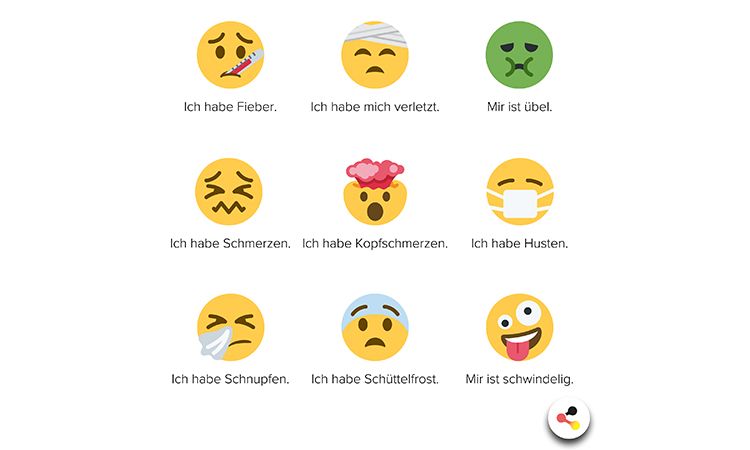 Ich habe Fieber.
Ich habe mich verletzt.
Mir ist übel.
Ich habe Schmerzen.
Ich habe Kopfschmerzen.
Ich habe Husten.
Ich habe Schnupfen.
Ich habe Schüttelfrost.
Mir ist schwindelig.